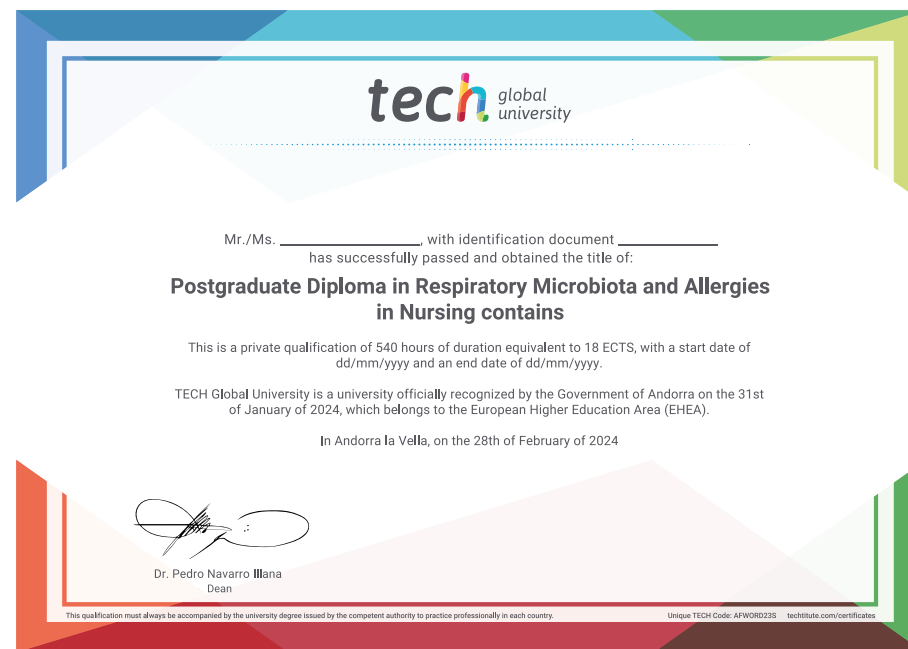 tech global university
Mr./Ms. ____________, with identification document ____________
has successfully passed and obtained the title of:
Postgraduate Diploma in Respiratory Microbiota and Allergies
in Nursing contains
This is a private qualification of 540 hours of duration equivalent to 18 ECTS, with a start date of
dd/mm/yyyy and an end date of dd/mm/yyyy.
TECH Global University is a university officially recognized by the Government of Andorra on the 31st
of January of 2024, which belongs to the European Higher Education Area (EHEA).
In Andorra la Vella, on the 28th of February of 2024
Dr. Pedro Navarro Illana
Dean
This qualification must always be accompanied by the university degree issued by the competent authority to practice professionally in each country.
Unique TECH Code: AFWORD23S techtitute.com/certificates